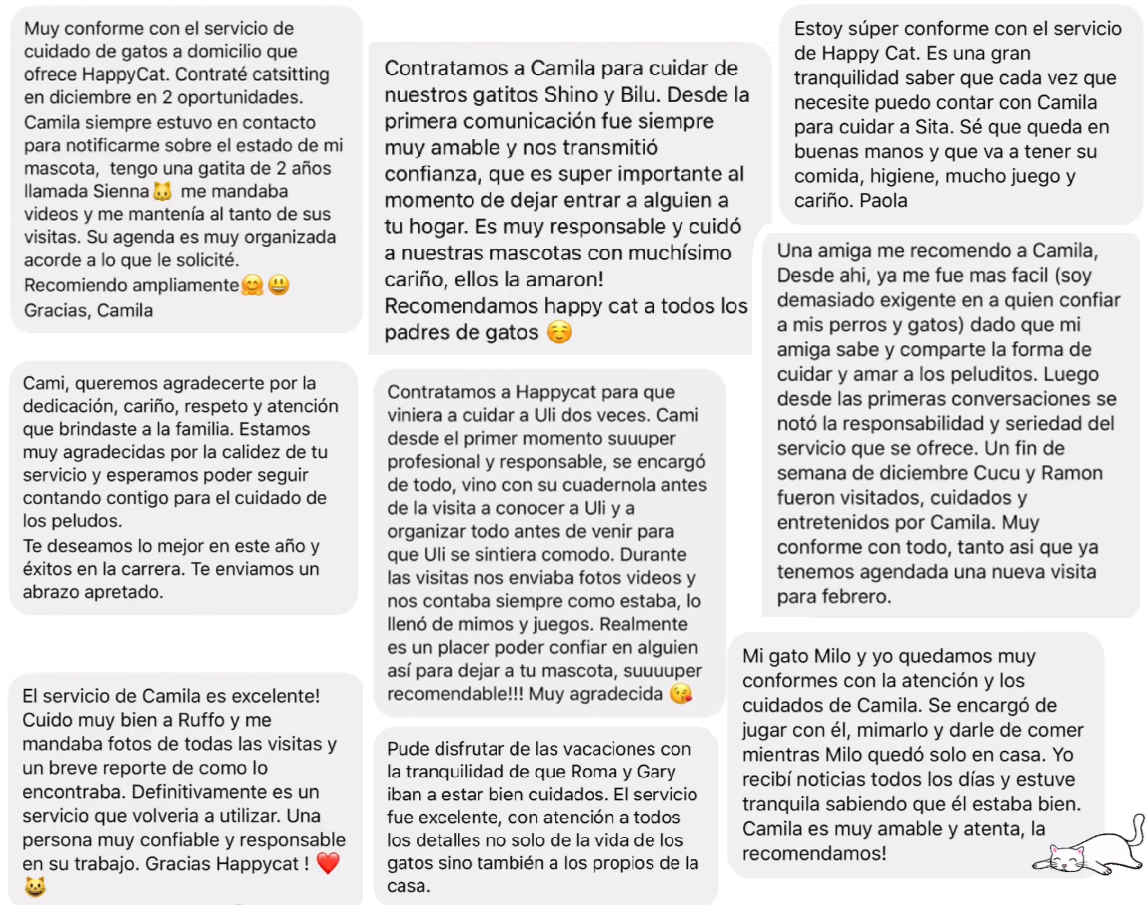 Muy conforme con el servicio de
cuidado de gatos a domicilio que
ofrece HappyCat. Contraté catsitting
en diciembre en 2 oportunidades.
Camila siempre estuvo en contacto
para notificarme sobre el estado de mi
mascota, tengo una gatita de 2 años
llamada Sienna🐱 me mandaba
videos y me mantenía al tanto de sus
visitas. Su agenda es muy organizada
acorde a lo que le solicité.
Recomiendo ampliamente🤗😃
Gracias, Camila
Cami, queremos agradecerte por la
dedicación, cariño, respeto y atención
que brindaste a la familia. Estamos
muy agradecidas por la calidez de tu
servicio y esperamos poder seguir
contando contigo para el cuidado de
los peludos.
Te deseamos lo mejor en este año y
éxitos en la carrera. Te enviamos un
abrazo apretado.
El servicio de Camila es excelente!
Cuido muy bien a Ruffo y me
mandaba fotos de todas las visitas y
un breve reporte de como lo
encontraba. Definitivamente es un
servicio que volveria a utilizar. Una
persona muy confiable y responsable
en su trabajo. Gracias Happycat ! ❤️
😺
Contratamos a Camila para cuidar de
nuestros gatitos Shino y Bilu. Desde la
primera comunicación fue siempre
muy amable y nos transmitió
confianza, que es super importante al
momento de dejar entrar a alguien a
tu hogar. Es muy responsable y cuidó
a nuestras mascotas con muchísimo
cariño, ellos la amaron!
Recomendamos happy cat a todos los
padres de gatos ☺️
Contratamos a Happycat para que
viniera a cuidar a Uli dos veces. Cami
desde el primer momento suuuper
profesional y responsable, se encargó
de todo, vino con su cuadernola antes
de la visita a conocer a Uli y a
organizar todo antes de venir para
que Uli se sintiera comodo. Durante
las visitas nos enviaba fotos videos y
nos contaba siempre como estaba, lo
llenó de mimos y juegos. Realmente
es un placer poder confiar en alguien
así para dejar a tu mascota, suuuuper
recomendable!!! Muy agradecida 😘
Pude disfrutar de las vacaciones con
la tranquilidad de que Roma y Gary
iban a estar bien cuidados. El servicio
fue excelente, con atención a todos
los detalles no solo de la vida de los
gatos sino también a los propios de la
casa.
Estoy súper conforme con el servicio
de Happy Cat. Es una gran
tranquilidad saber que cada vez que
necesite puedo contar con Camila
para cuidar a Sita. Sé que queda en
buenas manos y que va a tener su
comida, higiene, mucho juego y
cariño. Paola
Una amiga me recomendo a Camila,
Desde ahi, ya me fue mas facil (soy
demasiado exigente en a quien confiar
a mis perros y gatos) dado que mi
amiga sabe y comparte la forma de
cuidar y amar a los peluditos. Luego
desde las primeras conversaciones se
notó la responsabilidad y seriedad del
servicio que se ofrece. Un fin de
semana de diciembre Cucu y Ramon
fueron visitados, cuidados y
entretenidos por Camila. Muy
conforme con todo, tanto asi que ya
tenemos agendada una nueva visita
para febrero.
Mi gato Milo y yo quedamos muy
conformes con la atención y los
cuidados de Camila. Se encargó de
jugar con él, mimarlo y darle de comer
mientras Milo quedó solo en casa. Yo
recibí noticias todos los días y estuve
tranquila sabiendo que él estaba bien.
Camila es muy amable y atenta, la
recomendamos!